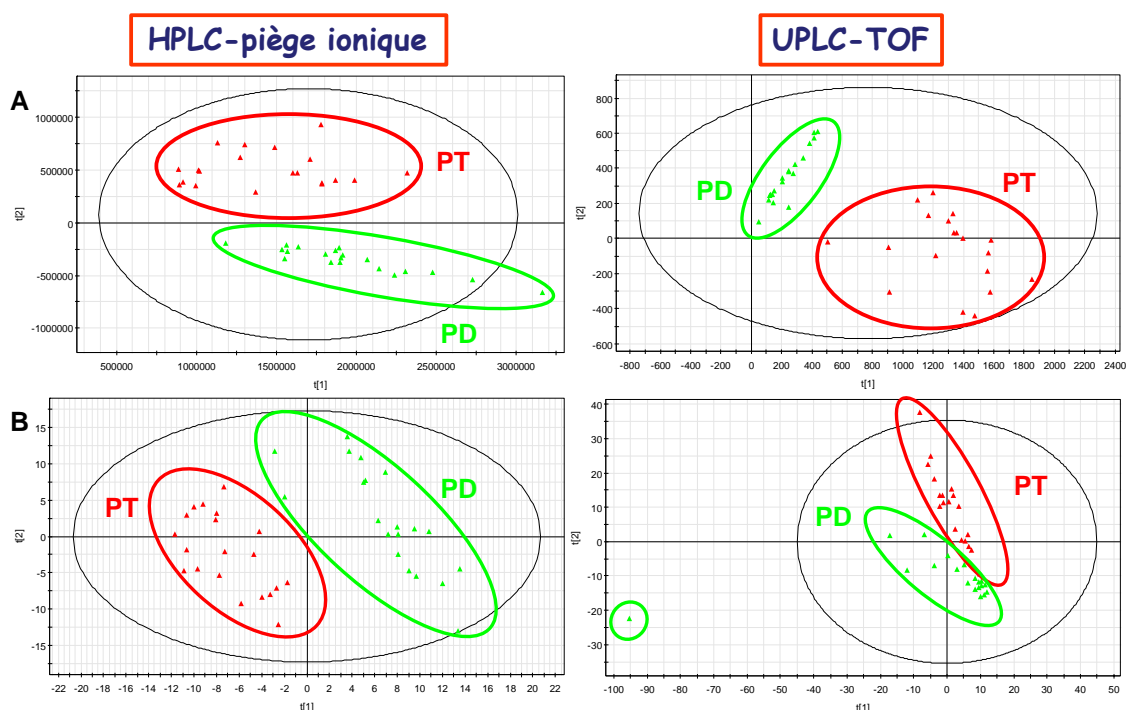 HPLC-piège ionique
UPLC-TOF
A
1000000
500000
0
-500000
-1000000
t[2]
500000 1000000 1500000 2000000 2500000 3000000
t[1]
PT
PD
800
600
400
200
0
-200
-400
-600
t[2]
-800 -600 -400 -200 0 200 400 600 800 1000 1200 1400 1600 1800 2000 2200 2400
t[1]
PD
PT
B
15
10
5
0
-5
-10
-15
t[2]
-22 -20 -18 -16 -14 -12 -10 -8 -6 -4 -2 0 2 4 6 8 10 12 14 16 18 20 22
t[1]
PT
PD
40
30
20
10
0
-10
-20
-30
t[2]
-100 -90 -80 -70 -60 -50 -40 -30 -20 -10 0 10 20 30 40 50
t[1]
PD
PT